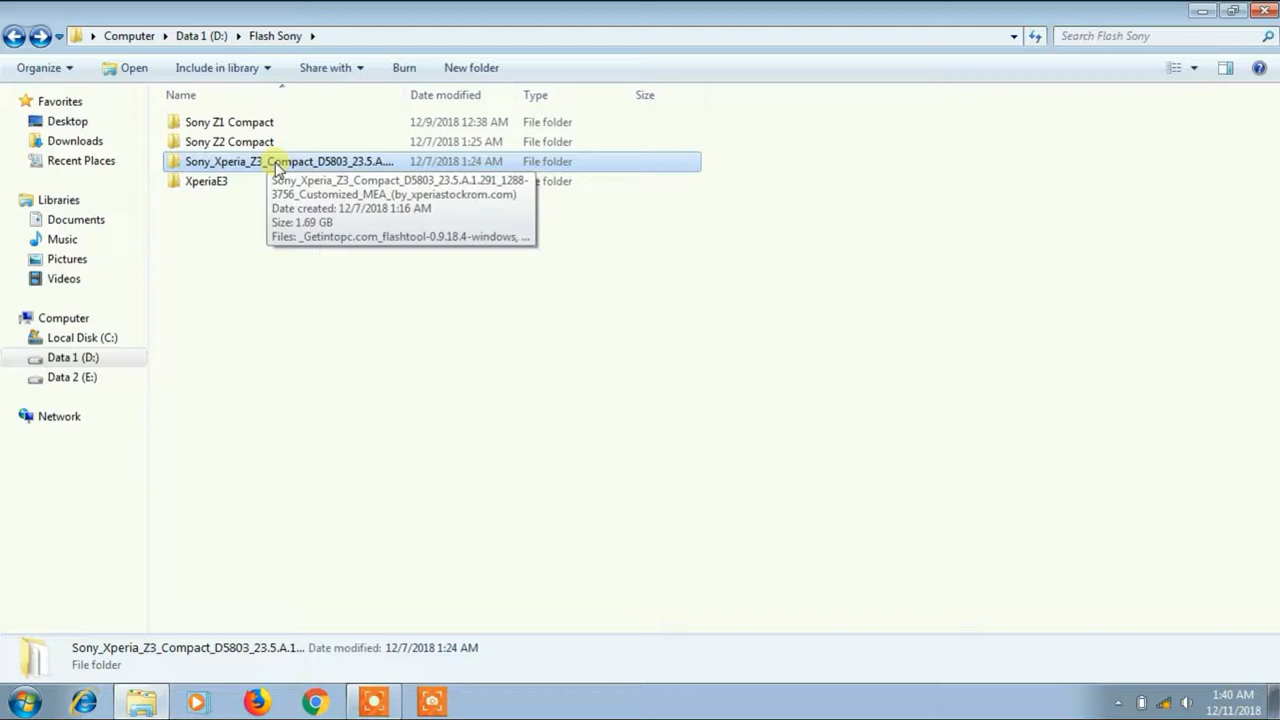 Computer Data 1 (D:) Flash Sony Search Flash Sony
Organize Open Include in library Share with Burn New folder
Favorites
Desktop
Downloads
Recent Places
Libraries
Documents
Music
Pictures
Videos
Computer
Local Disk (C:)
Data 1 (D:)
Data 2 (E:)
Network
Name Date modified Type Size
Sony Z1 Compact 12/9/2018 12:38 AM File folder
Sony Z2 Compact 12/7/2018 1:25 AM File folder
Sony_Xperia_Z3_Compact_D5803_23.5.A.... 12/7/2018 1:24 AM File folder
XperiaE3 e folder
Sony_Xperia_Z3_Compact_D5803_23.5.A.1.291_1288-
3756_Customized_MEA_(by_xperiastockrom.com)
Date created: 12/7/2018 1:16 AM
Size: 1.69 GB
Files: _Getintopc.com_flashtool-0.9.18.4-windows, ...
Sony_Xperia_Z3_Compact_D5803_23.5.A.1... Date modified: 12/7/2018 1:24 AM
File folder
1:40 AM
12/11/2018